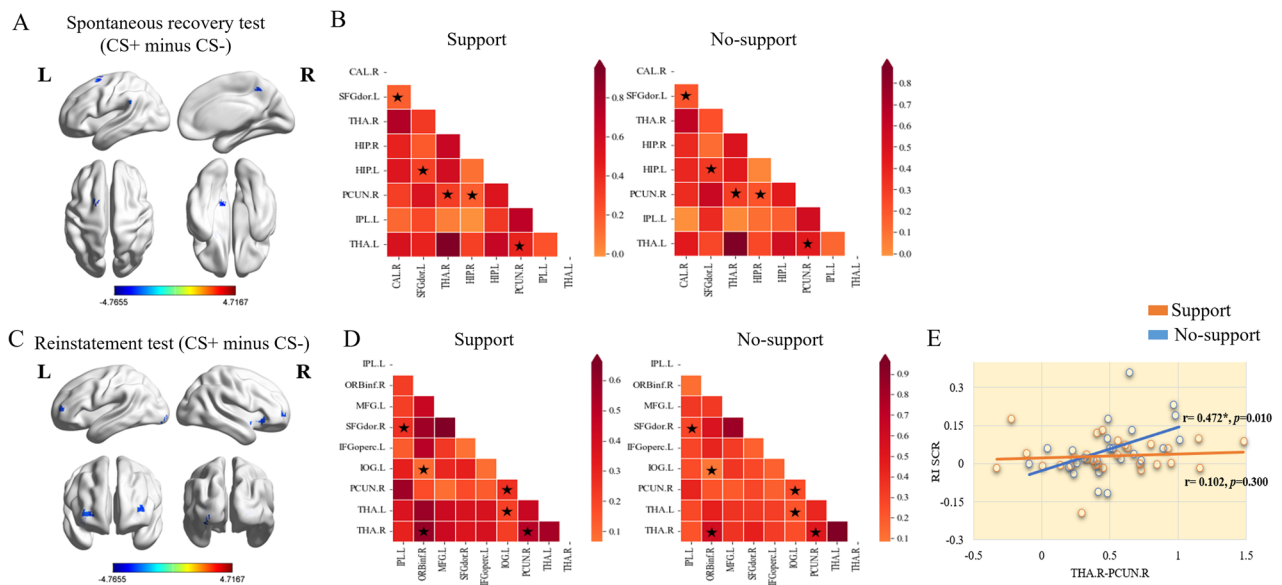 A
Spontaneous recovery test
(CS+ minus CS-)
L
R
-4.7655
4.7167
B
Support
CAL.R
SFGdor.L
THA.R
HIP.R
HIP.L
PCUN.R
IPL.L
THA.L
CAL.R
SFGdor.L
THA.R
HIP.R
HIP.L
PCUN.R
IPL.L
THA.L
0.8
0.6
0.4
0.2
0.0
No-support
CAL.R
SFGdor.L
THA.R
HIP.R
HIP.L
PCUN.R
IPL.L
THA.L
CAL.R
SFGdor.L
THA.R
HIP.R
HIP.L
PCUN.R
IPL.L
THA.L
0.8
0.7
0.6
0.5
0.4
0.3
0.2
0.1
0.0
C
Reinstatement test (CS+ minus CS-)
L
R
-4.7655
4.7167
D
Support
IPL.L
ORBinf.R
MFG.L
SFGdor.R
IFGoperc.L
IOG.L
PCUN.R
THA.L
THA.R
IPL.L
ORBinf.R
MFG.L
SFGdor.R
IFGoperc.L
IOG.L
PCUN.R
THA.L
THA.R
0.6
0.5
0.4
0.3
0.2
0.1
No-support
IPL.L
ORBinf.R
MFG.L
SFGdor.R
IFGoperc.L
IOG.L
PCUN.R
THA.L
THA.R
IPL.L
ORBinf.R
MFG.L
SFGdor.R
IFGoperc.L
IOG.L
PCUN.R
THA.L
THA.R
0.9
0.8
0.7
0.6
0.5
0.4
0.3
0.2
0.1
Support
No-support
E
0.3
0.15
0
-0.15
-0.3
RI SCR
r= 0.472*, p=0.010
r= 0.102, p=0.300
-0.5
0
0.5
1
1.5
THA.R-PCUN.R